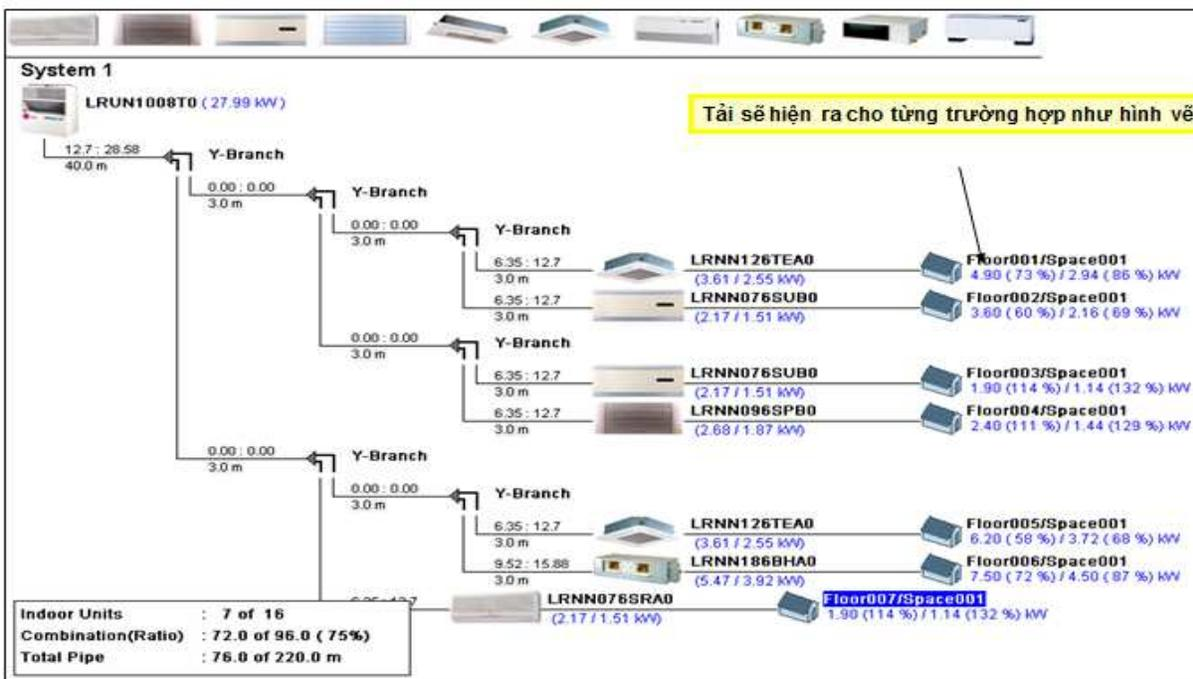 System 1
LRUN1008T0 ( 27.99 kW )
Tải sẽ hiện ra cho từng trường hợp như hình vẽ
12.7 : 28.58
40.0 m
Y-Branch
0.00 : 0.00
3.0 m
Y-Branch
0.00 : 0.00
3.0 m
Y-Branch
6.35 : 12.7
3.0 m
LRNN126TEA0
(3.61 / 2.55 kW)
Floor001/Space001
4.90 ( 73 %) / 2.94 ( 86 %) kW
6.35 : 12.7
3.0 m
LRNN076SUB0
(2.17 / 1.51 kW)
Floor002/Space001
3.60 ( 60 %) / 2.16 ( 69 %) kW
0.00 : 0.00
3.0 m
Y-Branch
6.35 : 12.7
3.0 m
LRNN076SUB0
(2.17 / 1.51 kW)
Floor003/Space001
1.90 (114 %) / 1.14 (132 %) kW
6.35 : 12.7
3.0 m
LRNN096SPB0
(2.68 / 1.87 kW)
Floor004/Space001
2.40 (111 %) / 1.44 (129 %) kW
0.00 : 0.00
3.0 m
Y-Branch
0.00 : 0.00
3.0 m
Y-Branch
6.35 : 12.7
3.0 m
LRNN126TEA0
(3.61 / 2.55 kW)
Floor005/Space001
6.20 ( 58 %) / 3.72 ( 68 %) kW
9.52 : 15.88
3.0 m
LRNN186BHA0
(5.47 / 3.92 kW)
Floor006/Space001
7.50 ( 72 %) / 4.50 ( 87 %) kW
LRNN076SRA0
(2.17 / 1.51 kW)
Floor007/Space001
1.90 (114 %) / 1.14 (132 %) kW
Indoor Units : 7 of 16
Combination(Ratio) : 72.0 of 96.0 ( 75%)
Total Pipe : 76.0 of 220.0 m